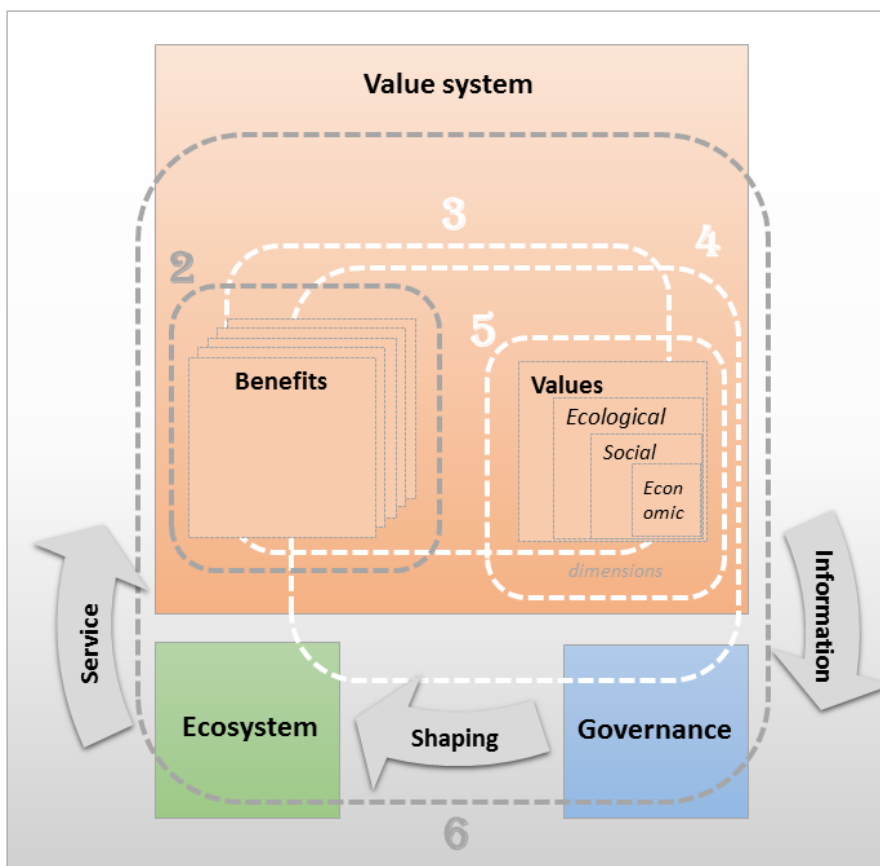 Value system
3
4
2
5
Benefits
Values
Ecological
Social
Econ
omic
dimensions
Service
Information
Ecosystem
Shaping
Governance
6